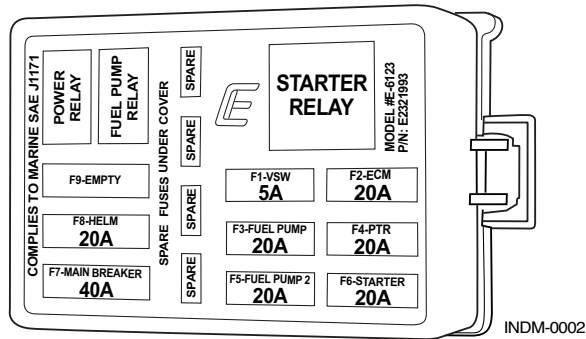 COMPLIES TO MARINE SAE J1171
POWER
RELAY
FUEL PUMP
RELAY
SPARE FUSES UNDER COVER
SPARE
SPARE
SPARE
SPARE
E
STARTER
RELAY
MODEL #E-6123
P/N: E2321993
F9-EMPTY
F8-HELM
20A
F7-MAIN BREAKER
40A
F1-VSW
5A
F2-ECM
20A
F3-FUEL PUMP
20A
F4-PTR
20A
F5-FUEL PUMP 2
20A
F6-STARTER
20A
INDM-0002